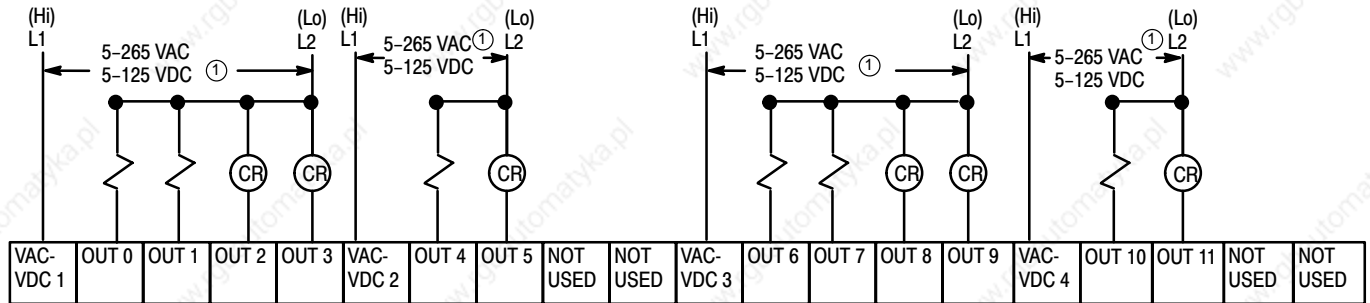 (Hi) (Lo) (Hi) (Lo) (Hi) (Lo) (Hi) (Lo)
L1 L2 L1 L2 L1 L2 L1 L2
5–265 VAC
5–125 VDC ①
5–265 VAC ①
5–125 VDC
5–265 VAC
5–125 VDC ①
5–265 VAC ①
5–125 VDC
CR CR CR CR CR CR
VAC- OUT 0 OUT 1 OUT 2 OUT 3 VAC- OUT 4 OUT 5 NOT NOT VAC- OUT 6 OUT 7 OUT 8 OUT 9 VAC- OUT 10 OUT 11 NOT NOT
VDC 1 VDC 2 USED USED VDC 3 VDC 4 USED USED